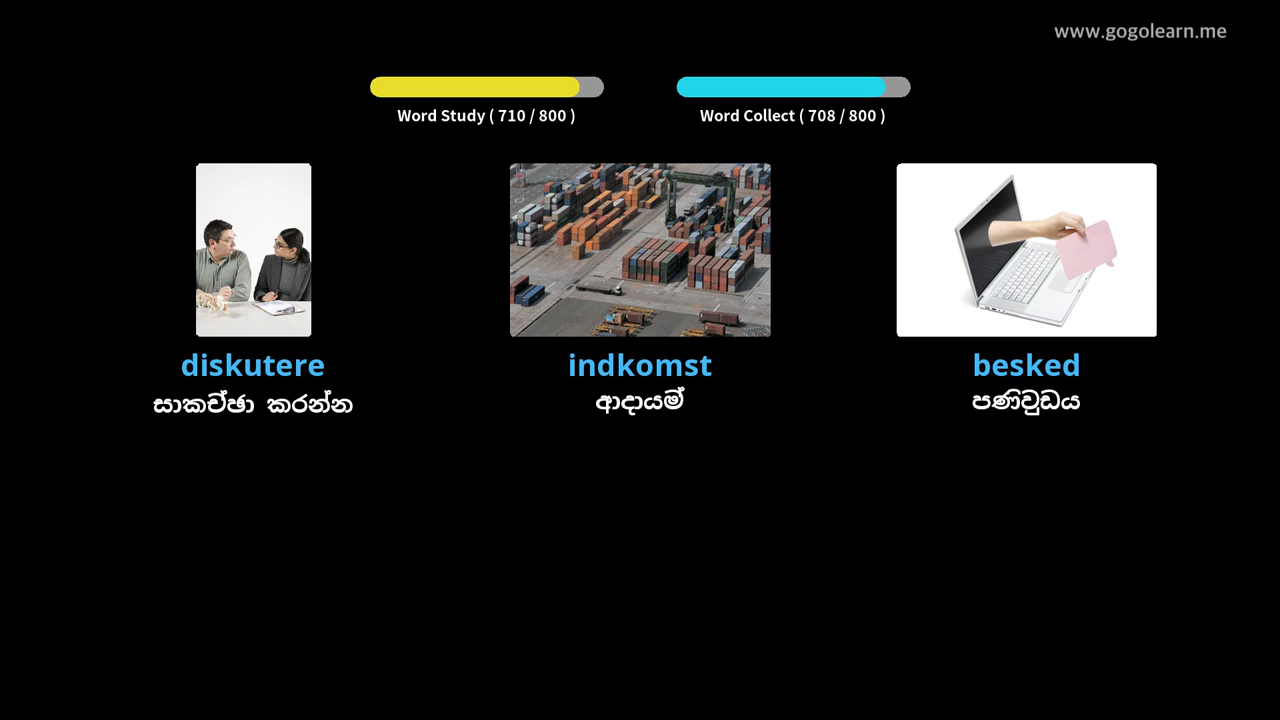 www.gogolearn.me
Word Study ( 710 / 800 )
Word Collect ( 708 / 800 )
diskutere
indkomst
besked
සාකච්ඡා කරන්න
ආදායම්
පණිවුඩය